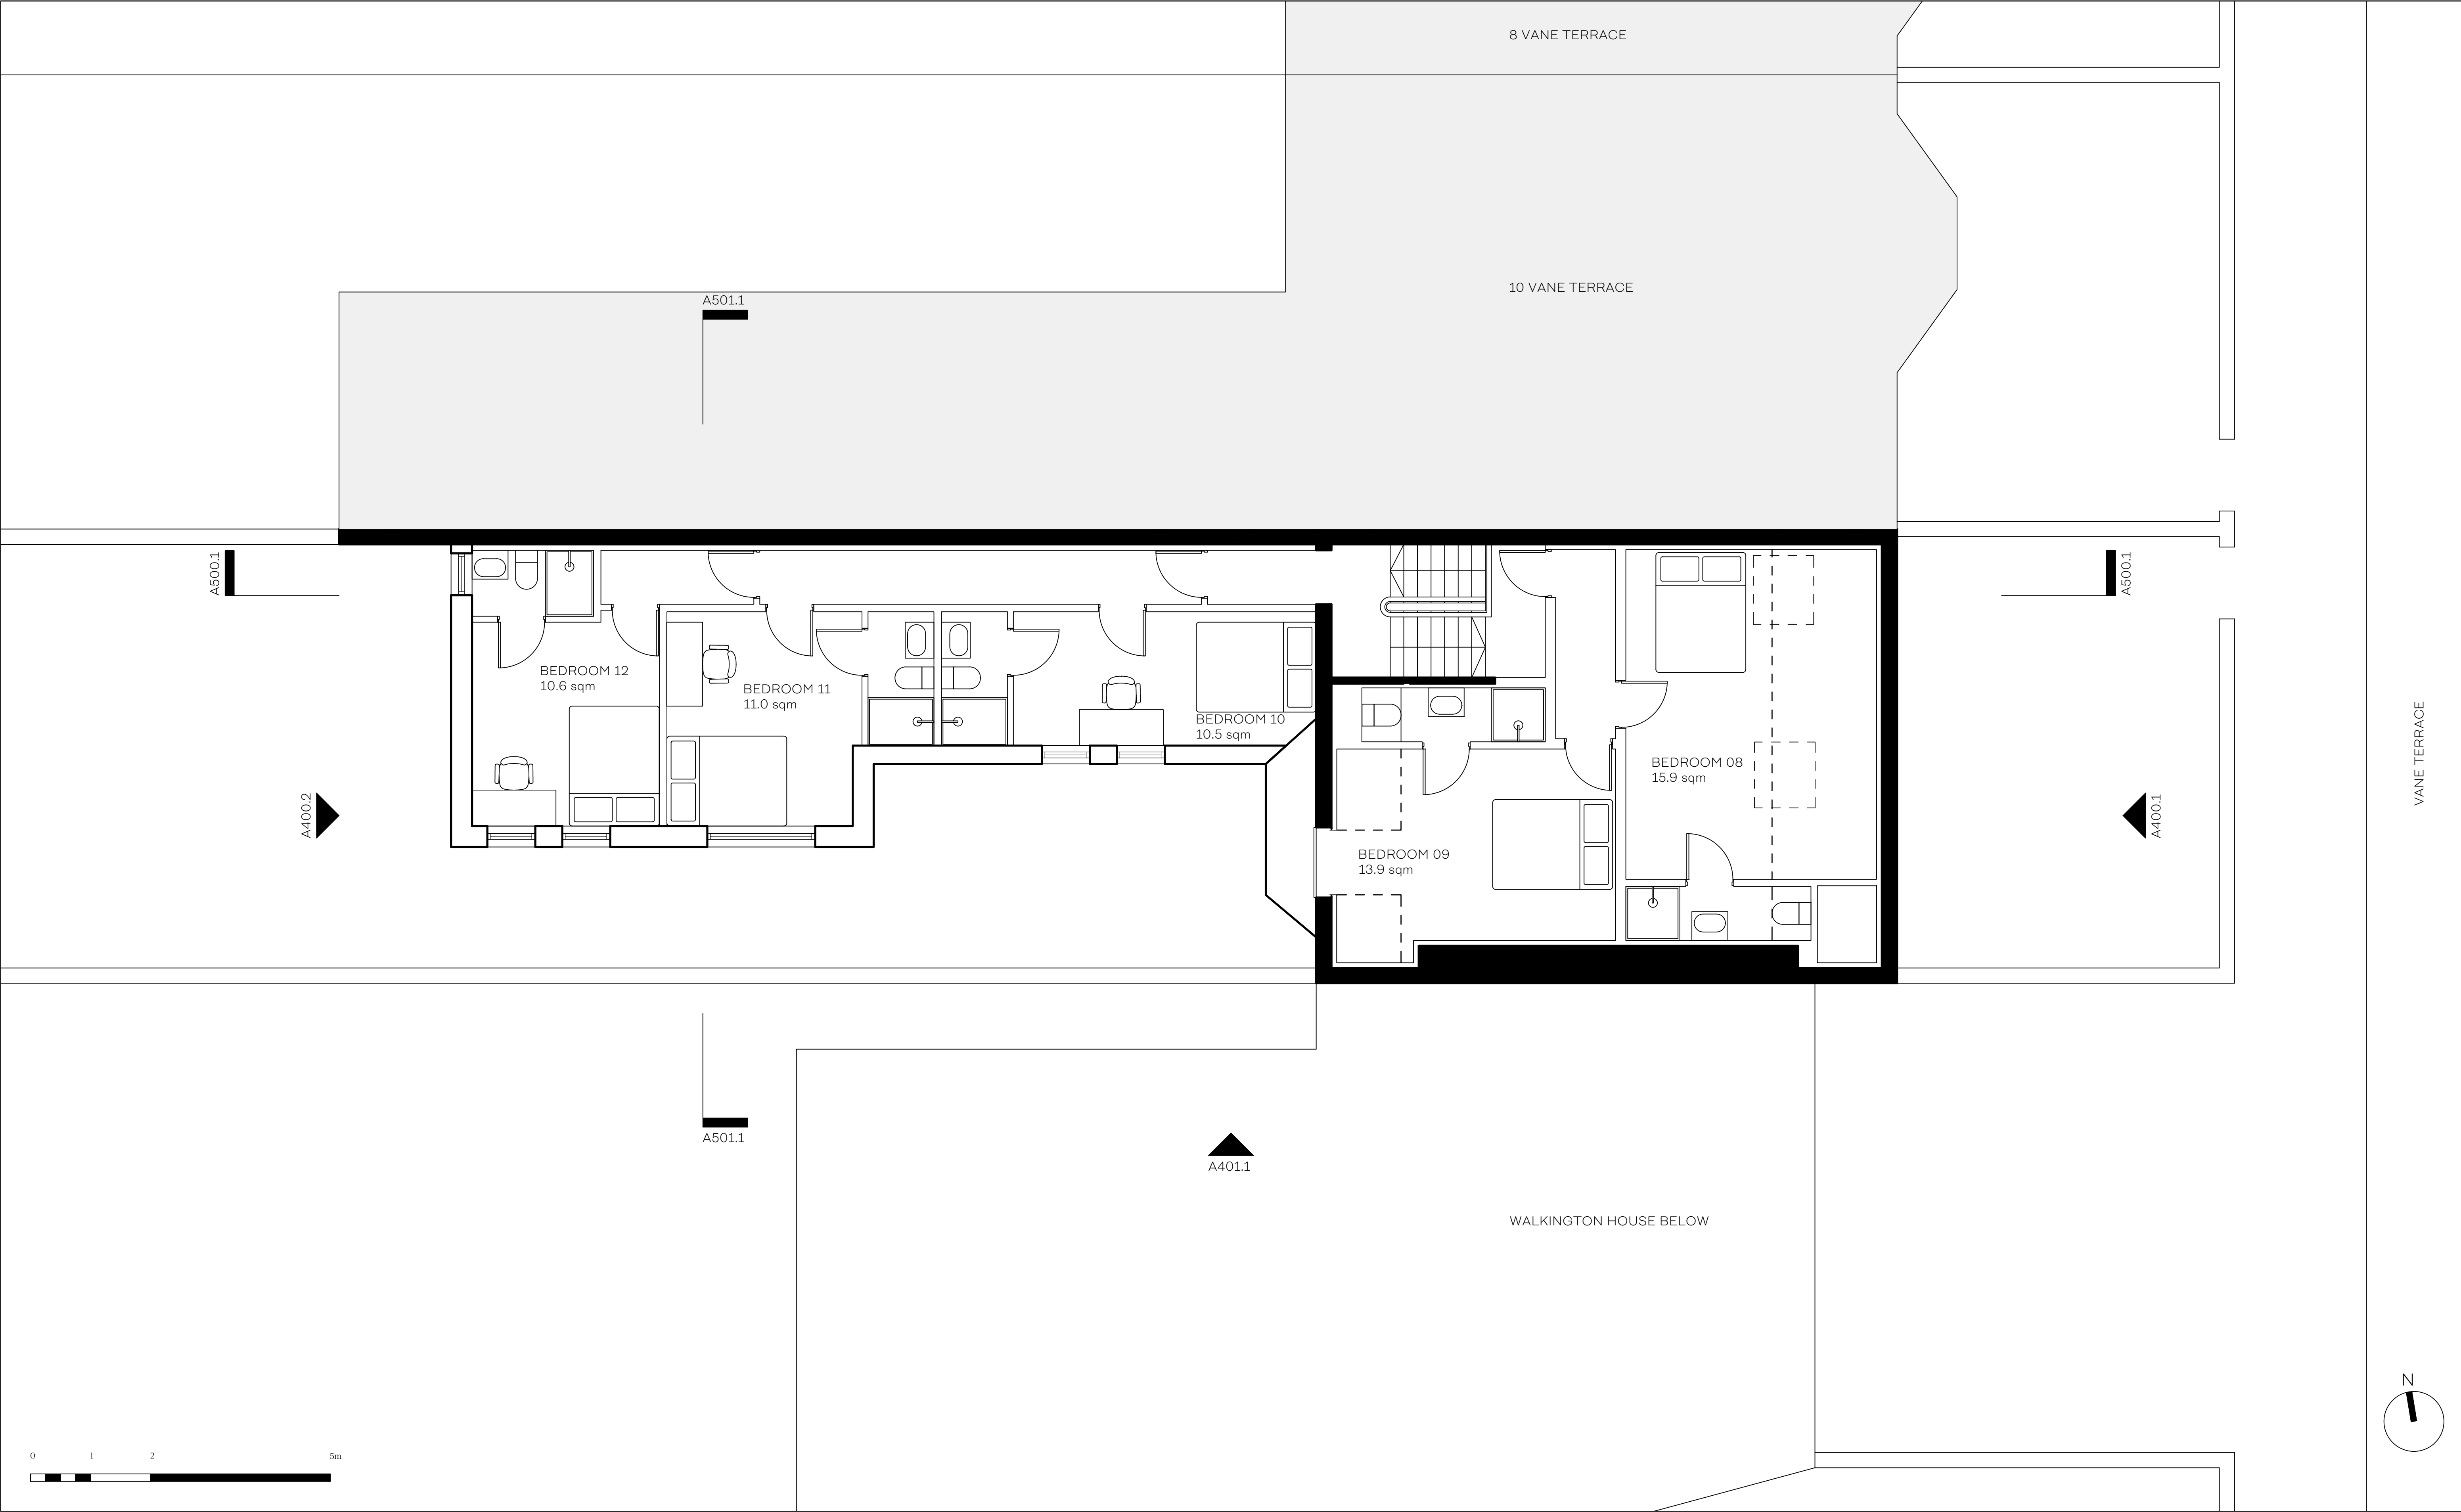 8 VANE TERRACE
10 VANE TERRACE
A501.1
A500.1
A500.1
BEDROOM 12
10.6 sqm
BEDROOM 11
11.0 sqm
BEDROOM 10
10.5 sqm
BEDROOM 08
15.9 sqm
BEDROOM 09
13.9 sqm
A400.2
A400.1
VANE TERRACE
A501.1
A401.1
WALKINGTON HOUSE BELOW
N
0 1 2 5m